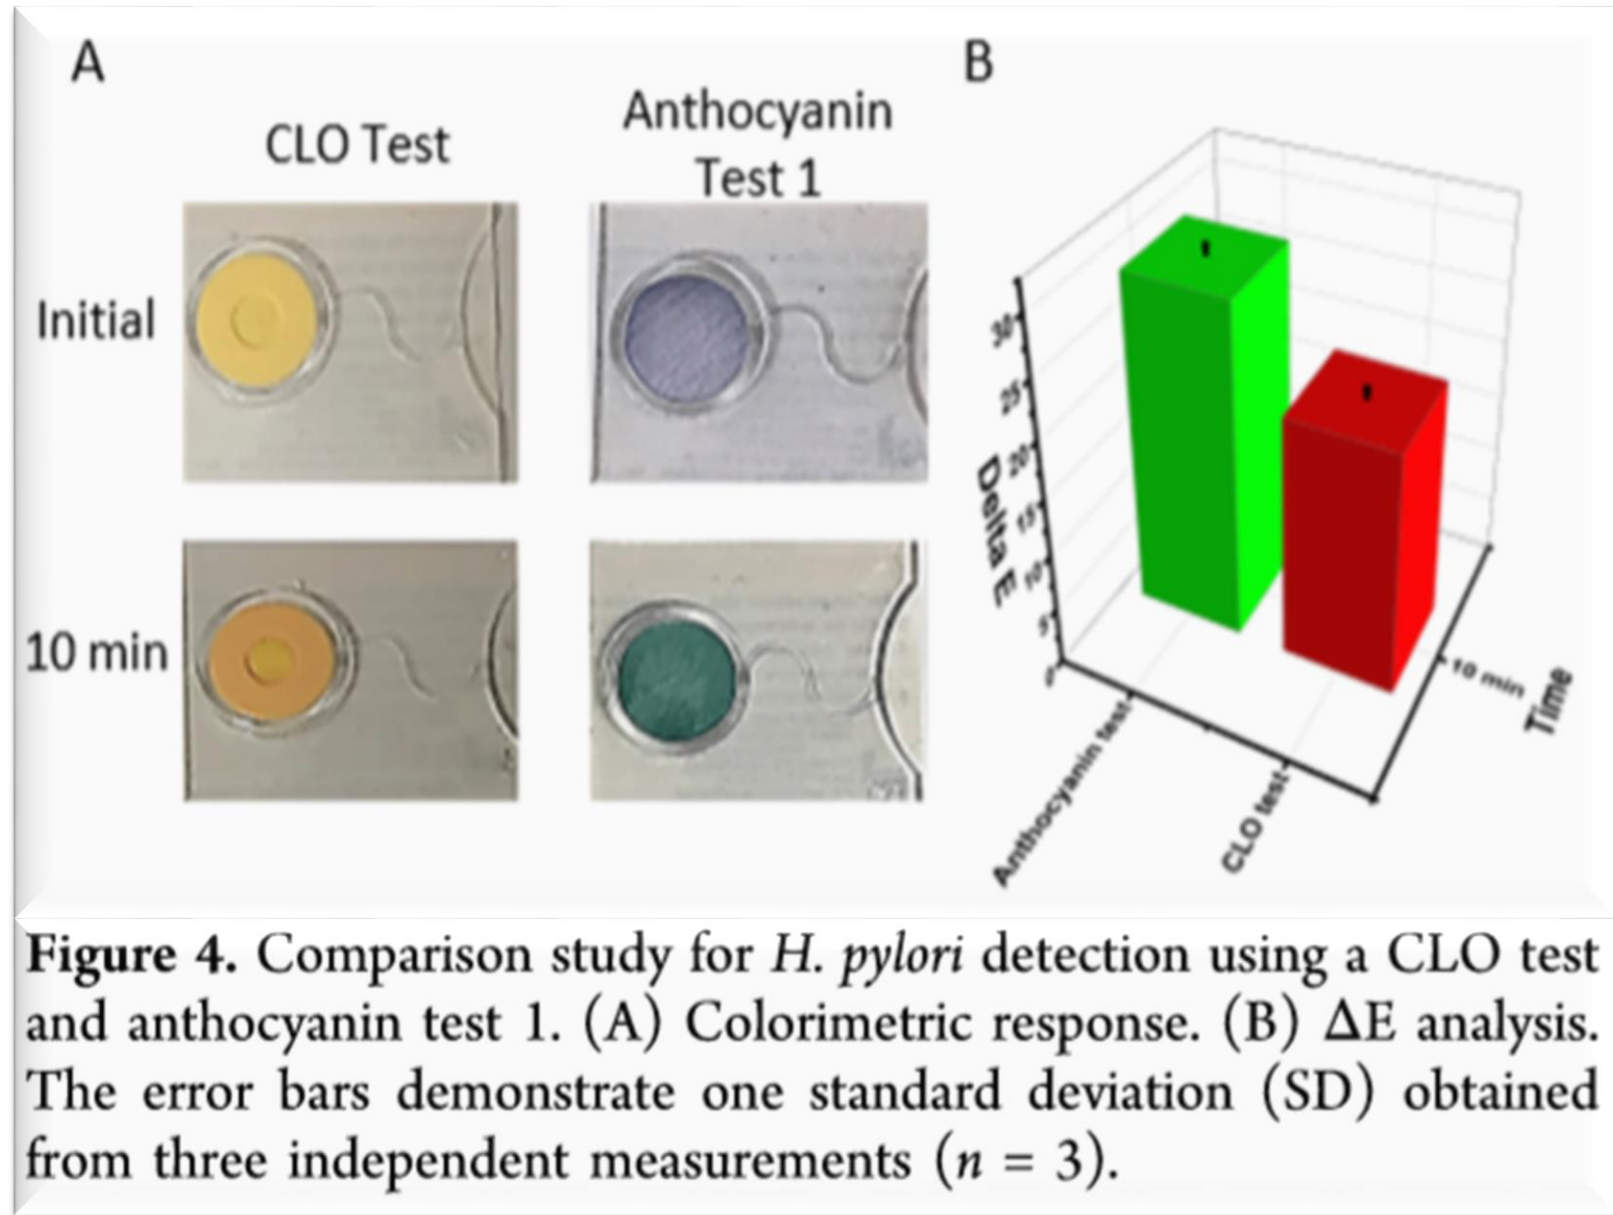 A
B
CLO Test
Anthocyanin
Test 1
Initial
10 min
30
25
20
15
10
5
0
Delta E
Anthocyanin test
CLO test
10 min
Time
Figure 4. Comparison study for H. pylori detection using a CLO test
and anthocyanin test 1. (A) Colorimetric response. (B) ΔE analysis.
The error bars demonstrate one standard deviation (SD) obtained
from three independent measurements (n = 3).